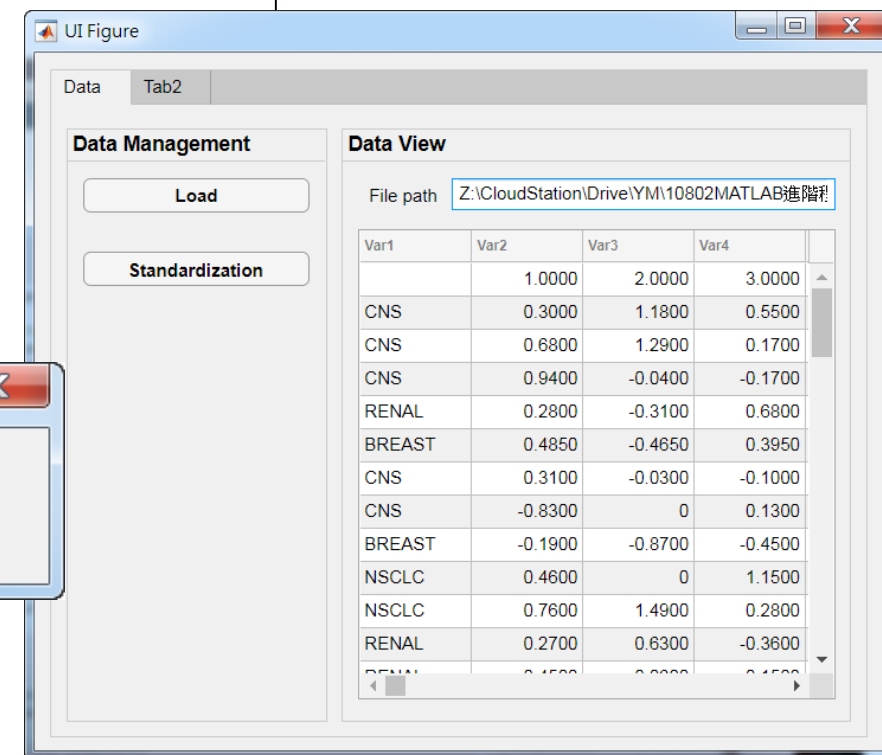 UI Figure
Data Tab2
Data Management
Load
Standardization
Data View
File path Z:\CloudStation\Drive\YM\10802MATLAB進階程
Var1 Var2 Var3 Var4
1.0000 2.0000 3.0000
CNS 0.3000 1.1800 0.5500
CNS 0.6800 1.2900 0.1700
CNS 0.9400 -0.0400 -0.1700
RENAL 0.2800 -0.3100 0.6800
BREAST 0.4850 -0.4650 0.3950
CNS 0.3100 -0.0300 -0.1000
CNS -0.8300 0 0.1300
BREAST -0.1900 -0.8700 -0.4500
NSCLC 0.4600 0 1.1500
NSCLC 0.7600 1.4900 0.2800
RENAL 0.2700 0.6300 -0.3600
RENAL